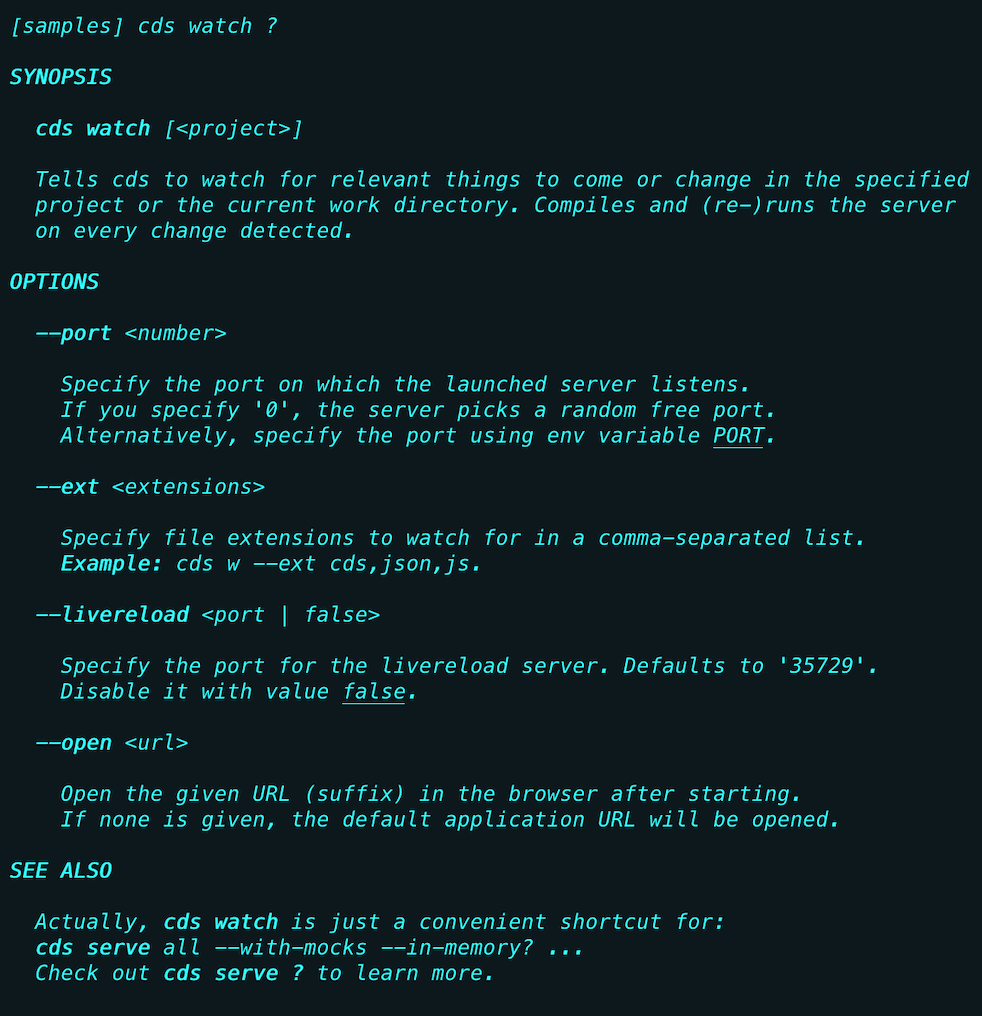 [samples] cds watch ?
SYNOPSIS
cds watch [<project>]
Tells cds to watch for relevant things to come or change in the specified
project or the current work directory. Compiles and (re-)runs the server
on every change detected.
OPTIONS
--port <number>
Specify the port on which the launched server listens.
If you specify '0', the server picks a random free port.
Alternatively, specify the port using env variable PORT.
--ext <extensions>
Specify file extensions to watch for in a comma-separated list.
Example: cds w --ext cds,json,js.
--livereload <port | false>
Specify the port for the livereload server. Defaults to '35729'.
Disable it with value false.
--open <url>
Open the given URL (suffix) in the browser after starting.
If none is given, the default application URL will be opened.
SEE ALSO
Actually, cds watch is just a convenient shortcut for:
cds serve all --with-mocks --in-memory? ...
Check out cds serve ? to learn more.